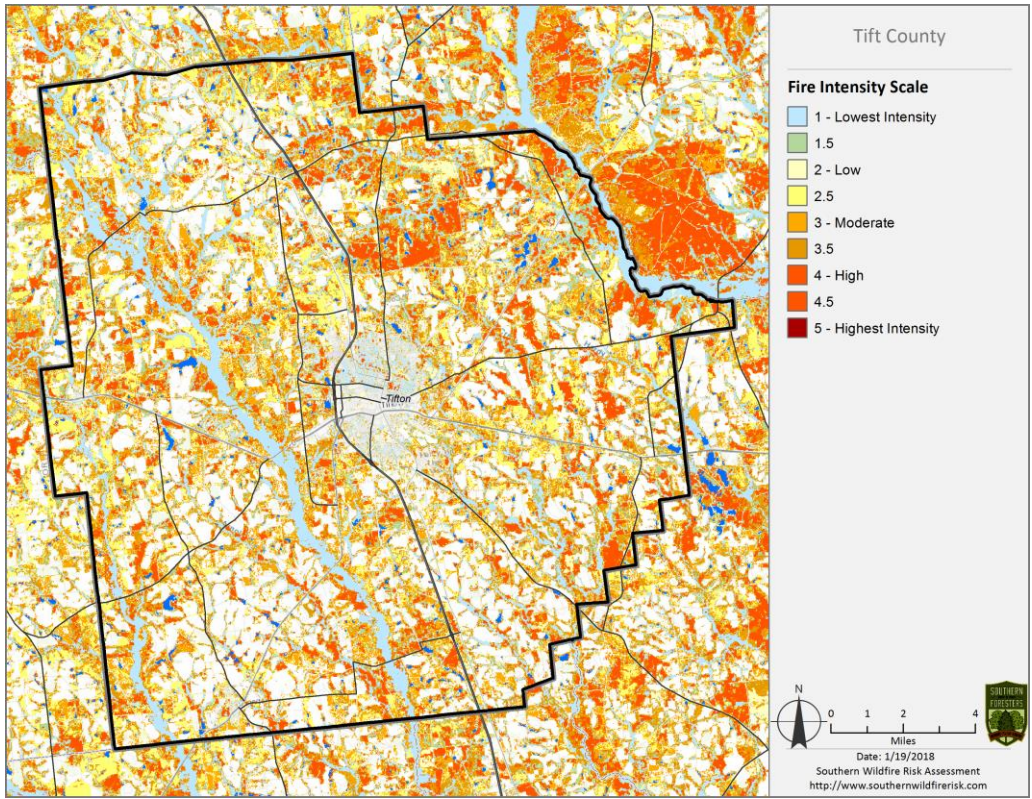 Tift County
Fire Intensity Scale
1 - Lowest Intensity
1.5
2 - Low
2.5
3 - Moderate
3.5
4 - High
4.5
5 - Highest Intensity
Tifton
N
0 1 2 4
Miles
Date: 1/19/2018
Southern Wildfire Risk Assessment
http://www.southernwildfirerisk.com
SOUTHERN
FORESTERS